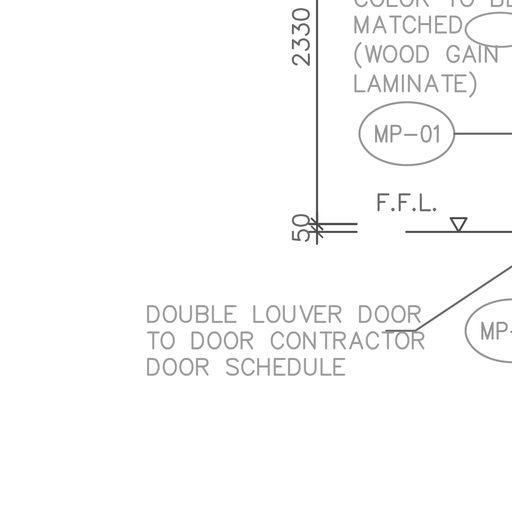 COLOR TO BE
MATCHED
(WOOD GAIN
LAMINATE)
2330
MP-01
F.F.L.
50
DOUBLE LOUVER DOOR
TO DOOR CONTRACTOR
DOOR SCHEDULE
MP-